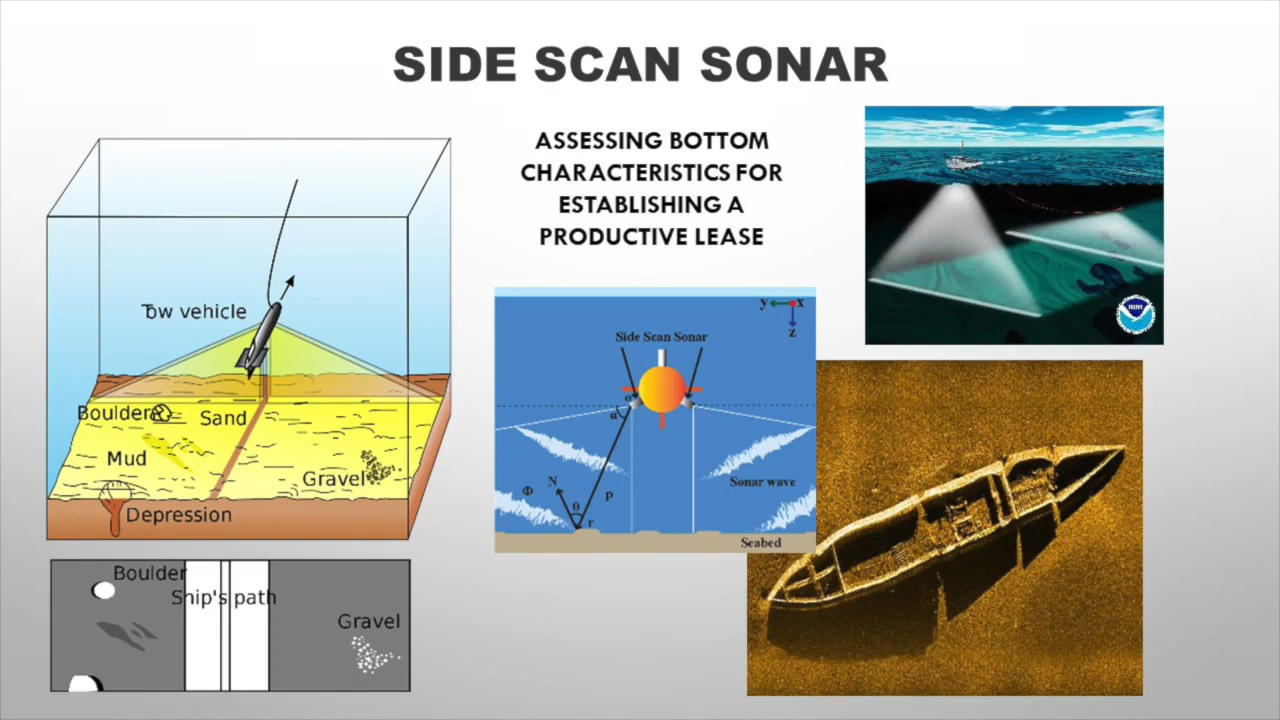 SIDE SCAN SONAR
ASSESSING BOTTOM
CHARACTERISTICS FOR
ESTABLISHING A
PRODUCTIVE LEASE
Tow vehicle
Boulder
Sand
Mud
Gravel
Depression
Boulder
Ship's path
Gravel
y x
z
Side Scan Sonar
α
N
Φ
θ
p
r
Sonar wave
Seabed